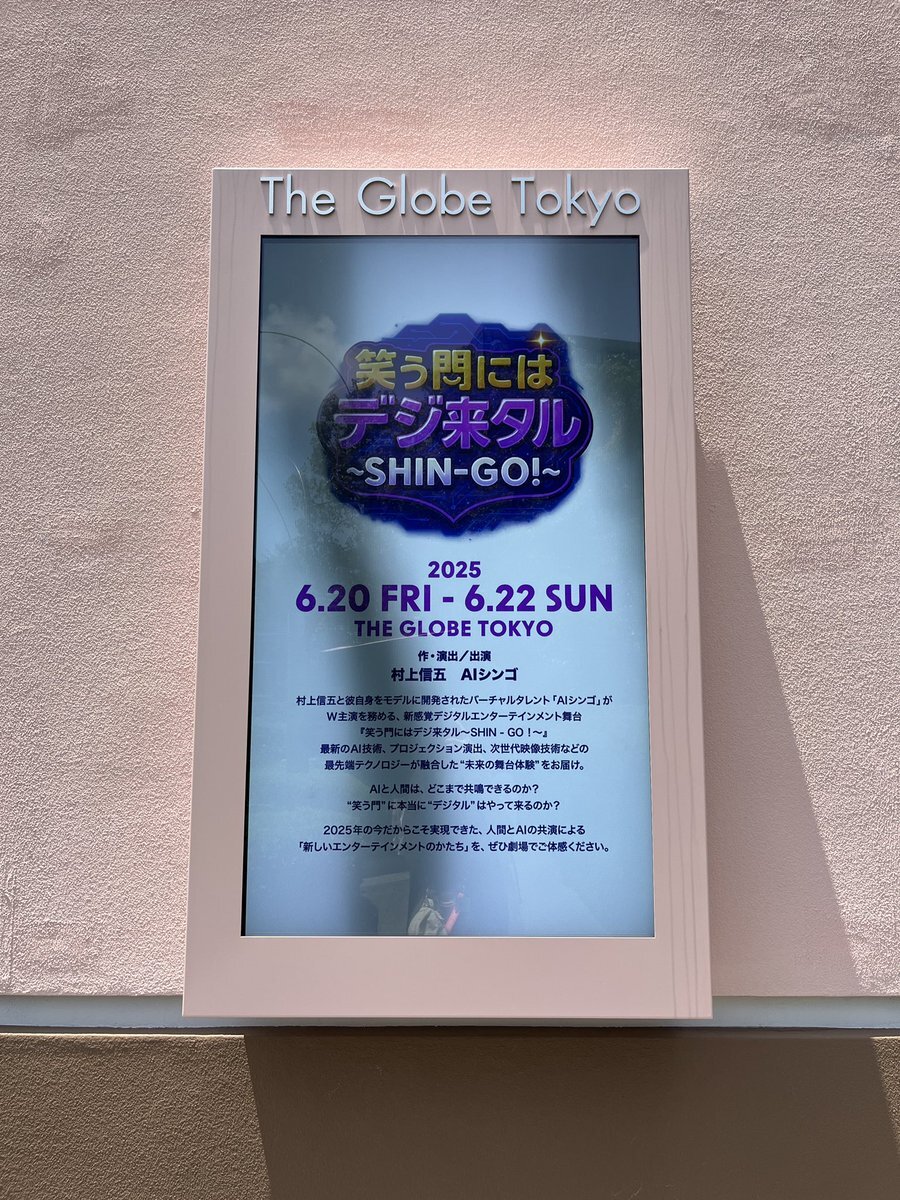 The Globe Tokyo
笑う門には
デジ来タル
~SHIN-GO!~
2025
6.20 FRI - 6.22 SUN
THE GLOBE TOKYO
作・演出／出演
村上信五 AIシンゴ
村上信五と彼自身をモデルに開発されたバーチャルタレント「AIシンゴ」が
W主演を務める、新感覚デジタルエンターテインメント舞台
『笑う門にはデジ来タル～SHIN - GO！～』
最新のAI技術、プロジェクション演出、次世代映像技術などの
最先端テクノロジーが融合した“未来の舞台体験”をお届け。
AIと人間は、どこまで共鳴できるのか？
“笑う門”に本当に“デジタル”はやって来るのか？
2025年の今だからこそ実現できた、人間とAIの共演による
「新しいエンターテインメントのかたち」を、ぜひ劇場でご体感ください。